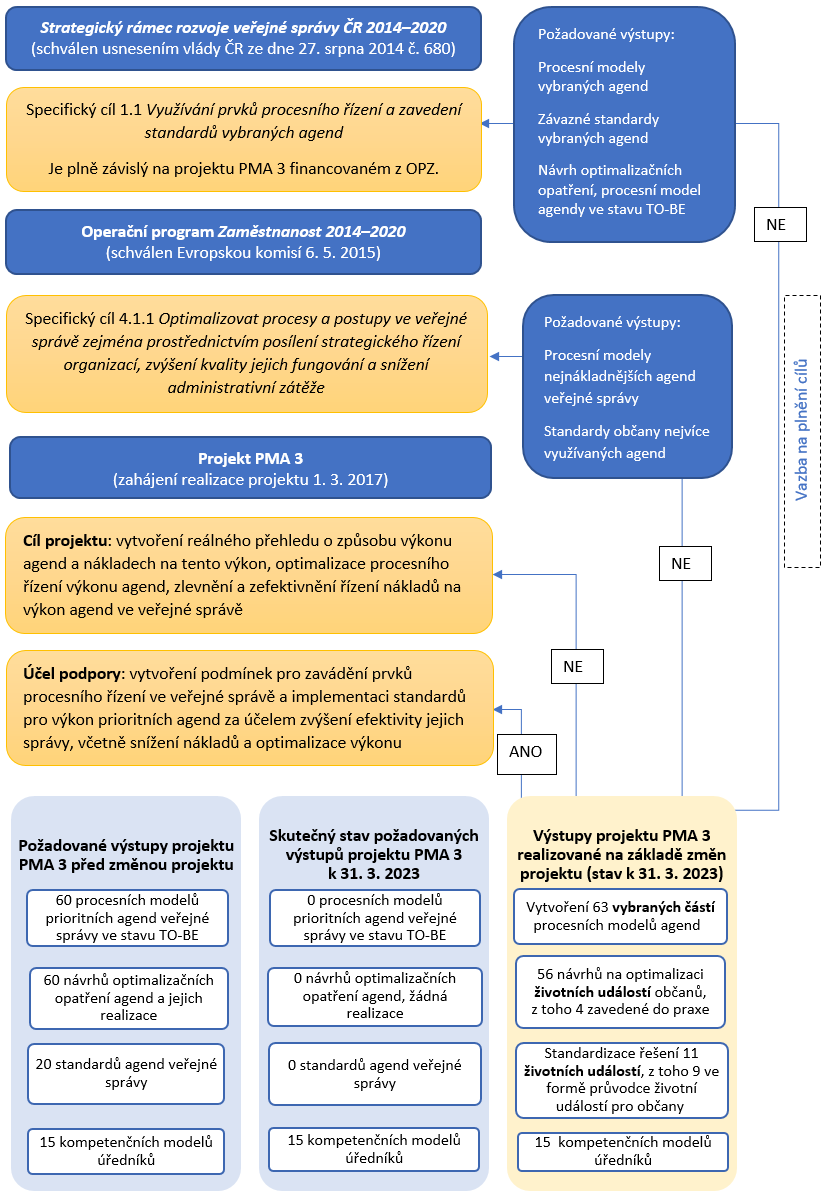 Strategický rámec rozvoje veřejné správy ČR 2014–2020
(schválen usnesením vlády ČR ze dne 27. srpna 2014 č. 680)
Specifický cíl 1.1 Využívání prvků procesního řízení a zavedení
standardů vybraných agend
Je plně závislý na projektu PMA 3 financovaném z OPZ.
Požadované výstupy:
Procesní modely
vybraných agend
Závazné standardy
vybraných agend
Návrh optimalizačních
opatření, procesní model
agendy ve stavu TO-BE
NE
Operační program Zaměstnanost 2014–2020
(schválen Evropskou komisí 6. 5. 2015)
Specifický cíl 4.1.1 Optimalizovat procesy a postupy ve veřejné
správě zejména prostřednictvím posílení strategického řízení
organizací, zvýšení kvality jejich fungování a snížení
administrativní zátěže
Požadované výstupy:
Procesní modely
nejnákladnějších agend
veřejné správy
Standardy občany nejvíce
využívaných agend
Vazba na plnění cílů
Projekt PMA 3
(zahájení realizace projektu 1. 3. 2017)
Cíl projektu: vytvoření reálného přehledu o způsobu výkonu
agend a nákladech na tento výkon, optimalizace procesního
řízení výkonu agend, zlevnění a zefektivnění řízení nákladů na
výkon agend ve veřejné správě
NE
NE
Účel podpory: vytvoření podmínek pro zavádění prvků
procesního řízení ve veřejné správě a implementaci standardů
pro výkon prioritních agend za účelem zvýšení efektivity jejich
správy, včetně snížení nákladů a optimalizace výkonu
ANO
Požadované výstupy projektu
PMA 3 před změnou projektu
60 procesních modelů
prioritních agend veřejné
správy ve stavu TO-BE
60 návrhů optimalizačních
opatření agend a jejich
realizace
20 standardů agend veřejné
správy
15 kompetenčních modelů
úředníků
Skutečný stav požadovaných
výstupů projektu PMA 3
k 31. 3. 2023
0 procesních modelů
prioritních agend veřejné
správy ve stavu TO-BE
0 návrhů optimalizačních
opatření agend, žádná
realizace
0 standardů agend veřejné
správy
15 kompetenčních modelů
úředníků
Výstupy projektu PMA 3
realizované na základě změn
projektu (stav k 31. 3. 2023)
Vytvoření 63 vybraných částí
procesních modelů agend
56 návrhů na optimalizaci
životních událostí občanů,
z toho 4 zavedené do praxe
Standardizace řešení 11
životních událostí, z toho 9 ve
formě průvodce životní
událostí pro občany
15 kompetenčních modelů
úředníků